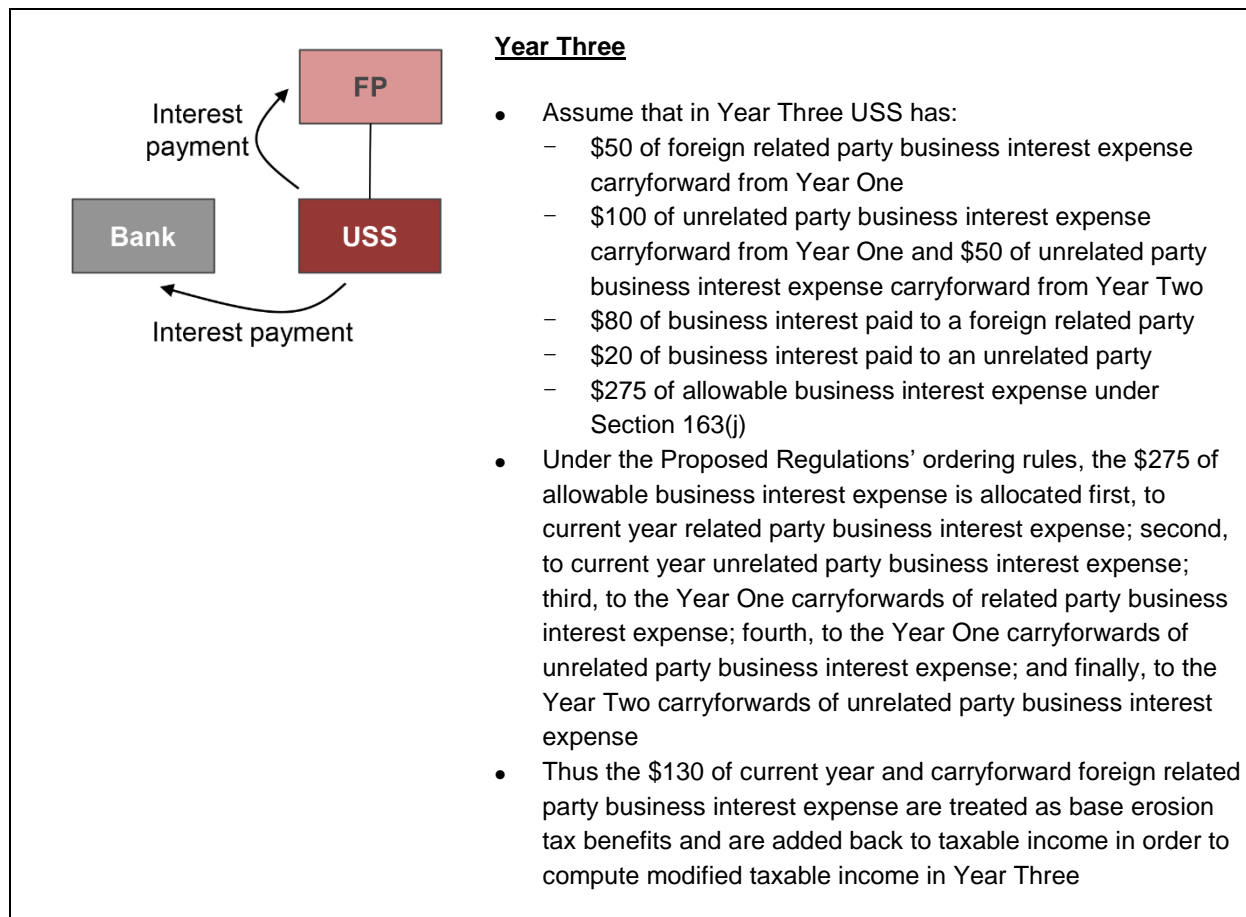 FP
Interest
payment
Bank
USS
Interest payment
Year Three
● Assume that in Year Three USS has:
− $50 of foreign related party business interest expense
carryforward from Year One
− $100 of unrelated party business interest expense
carryforward from Year One and $50 of unrelated party
business interest expense carryforward from Year Two
− $80 of business interest paid to a foreign related party
− $20 of business interest paid to an unrelated party
− $275 of allowable business interest expense under
Section 163(j)
● Under the Proposed Regulations’ ordering rules, the $275 of
allowable business interest expense is allocated first, to
current year related party business interest expense; second,
to current year unrelated party business interest expense;
third, to the Year One carryforwards of related party business
interest expense; fourth, to the Year One carryforwards of
unrelated party business interest expense; and finally, to the
Year Two carryforwards of unrelated party business interest
expense
● Thus the $130 of current year and carryforward foreign related
party business interest expense are treated as base erosion
tax benefits and are added back to taxable income in order to
compute modified taxable income in Year Three